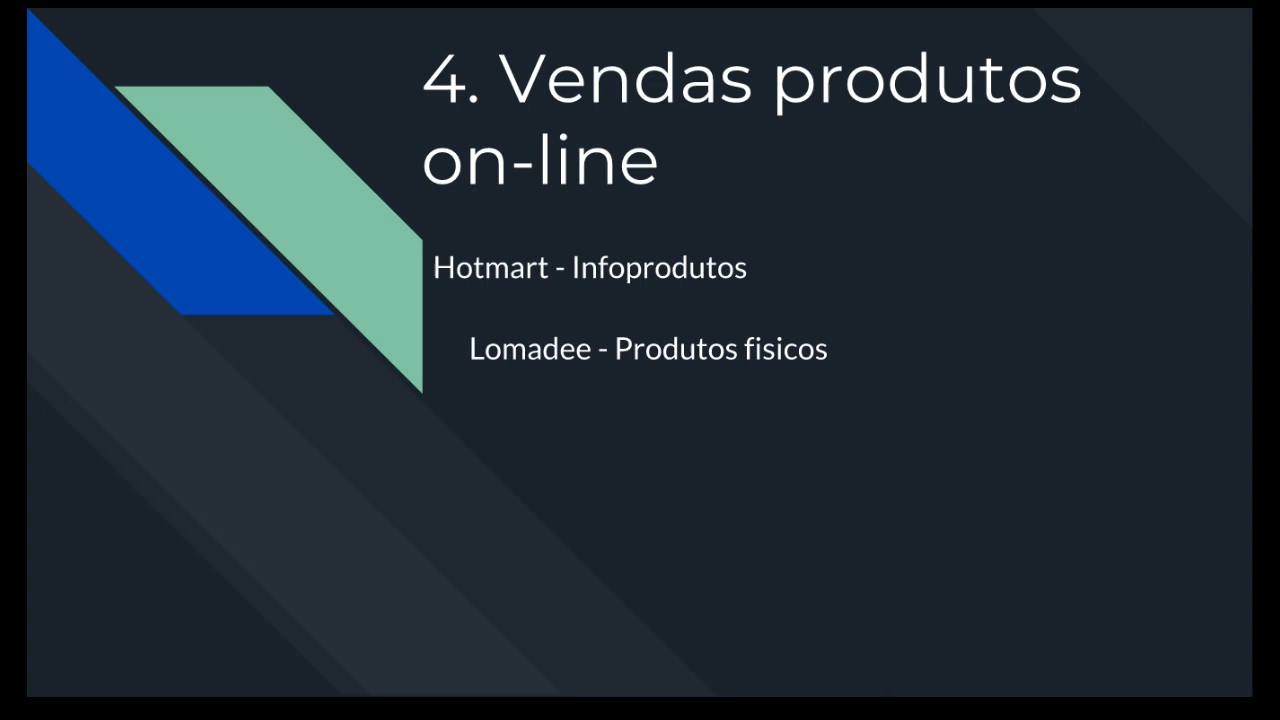 4. Vendas produtos
on-line
Hotmart - Infoprodutos
Lomadee - Produtos fisicos